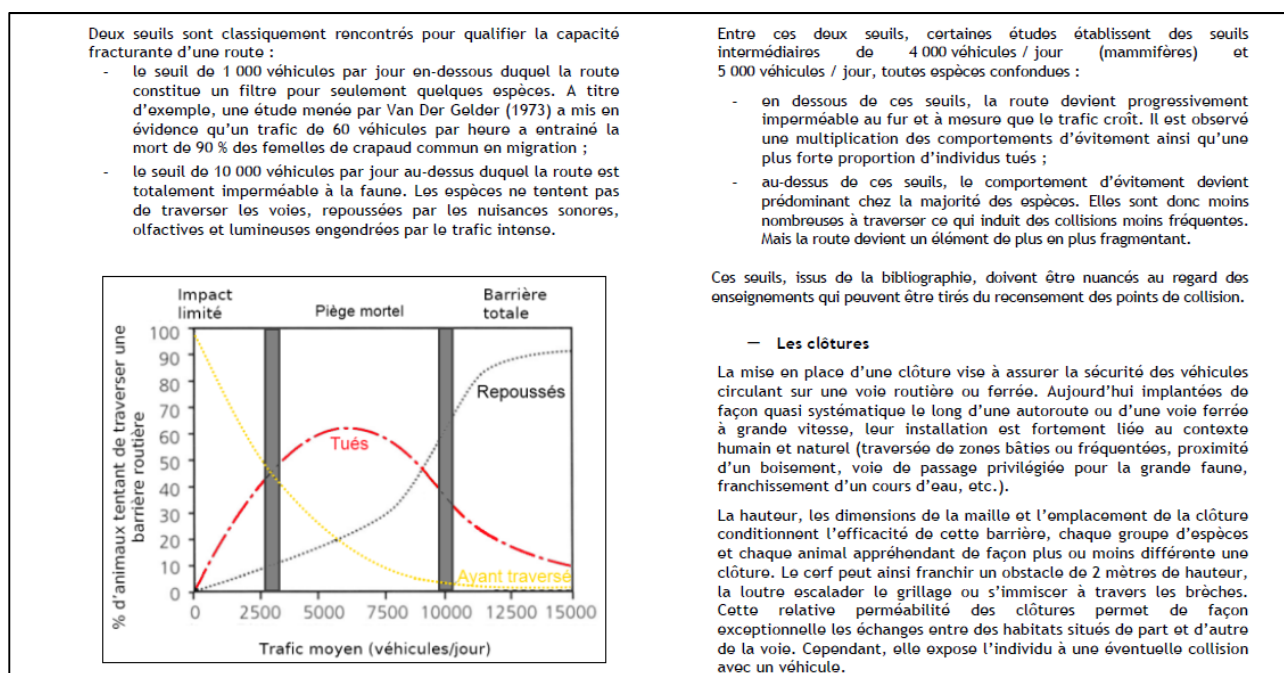 Deux seuils sont classiquement rencontrés pour qualifier la capacité
fracturante d'une route :
- le seuil de 1 000 véhicules par jour en-dessous duquel la route
constitue un filtre pour seulement quelques espèces. A titre
d'exemple, une étude menée par Van Der Gelder (1973) a mis en
évidence qu'un trafic de 60 véhicules par heure a entrainé la
mort de 90 % des femelles de crapaud commun en migration ;
- le seuil de 10 000 véhicules par jour au-dessus duquel la route est
totalement imperméable à la faune. Les espèces ne tentent pas
de traverser les voies, repoussées par les nuisances sonores,
olfactives et lumineuses engendrées par le trafic intense.
Impact
limité
Piège mortel
Barrière
totale
% d'animaux tentant de traverser une
barrière routière
100
90
80
70
60
50
40
30
20
10
0
Repoussés
Tués
Ayant traversé
0 2500 5000 7500 10000 12500 15000
Trafic moyen (véhicules/jour)
Entre ces deux seuils, certaines études établissent des seuils
intermédiaires de 4 000 véhicules / jour (mammifères) et
5 000 véhicules / jour, toutes espèces confondues :
- en dessous de ces seuils, la route devient progressivement
imperméable au fur et à mesure que le trafic croît. Il est observé
une multiplication des comportements d'évitement ainsi qu'une
plus forte proportion d'individus tués ;
- au-dessus de ces seuils, le comportement d'évitement devient
prédominant chez la majorité des espèces. Elles sont donc moins
nombreuses à traverser ce qui induit des collisions moins fréquentes.
Mais la route devient un élément de plus en plus fragmentant.
Ces seuils, issus de la bibliographie, doivent être nuancés au regard des
enseignements qui peuvent être tirés du recensement des points de collision.
— Les clôtures
La mise en place d'une clôture vise à assurer la sécurité des véhicules
circulant sur une voie routière ou ferrée. Aujourd'hui implantées de
façon quasi systématique le long d'une autoroute ou d'une voie ferrée
à grande vitesse, leur installation est fortement liée au contexte
humain et naturel (traversée de zones bâties ou fréquentées, proximité
d'un boisement, voie de passage privilégiée pour la grande faune,
franchissement d'un cours d'eau, etc.).
La hauteur, les dimensions de la maille et l'emplacement de la clôture
conditionnent l'efficacité de cette barrière, chaque groupe d'espèces
et chaque animal appréhendant de façon plus ou moins différente une
clôture. Le cerf peut ainsi franchir un obstacle de 2 mètres de hauteur,
la loutre escalader le grillage ou s'immiscer à travers les brèches.
Cette relative perméabilité des clôtures permet de façon
exceptionnelle les échanges entre des habitats situés de part et d'autre
de la voie. Cependant, elle expose l'individu à une éventuelle collision
avec un véhicule.